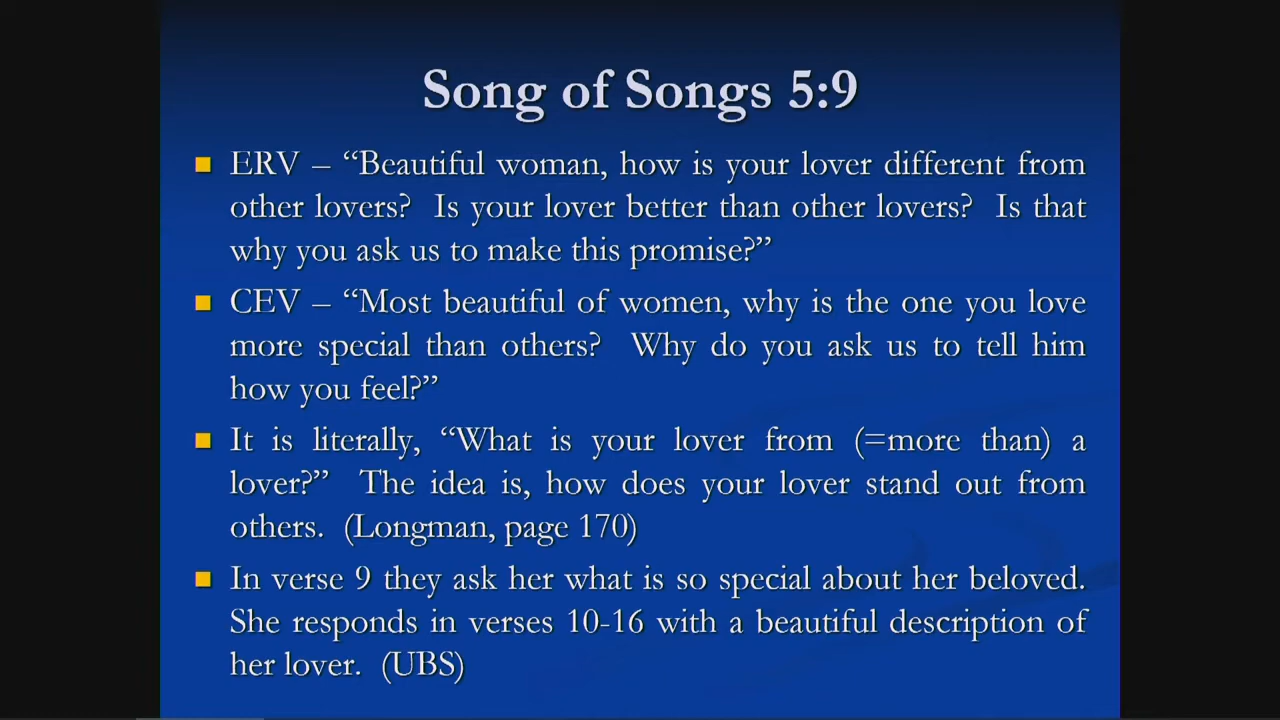 Song of Songs 5:9
ERV – “Beautiful woman, how is your lover different from
other lovers? Is your lover better than other lovers? Is that
why you ask us to make this promise?”
CEV – “Most beautiful of women, why is the one you love
more special than others? Why do you ask us to tell him
how you feel?”
It is literally, “What is your lover from (=more than) a
lover?” The idea is, how does your lover stand out from
others. (Longman, page 170)
In verse 9 they ask her what is so special about her beloved.
She responds in verses 10-16 with a beautiful description of
her lover. (UBS)